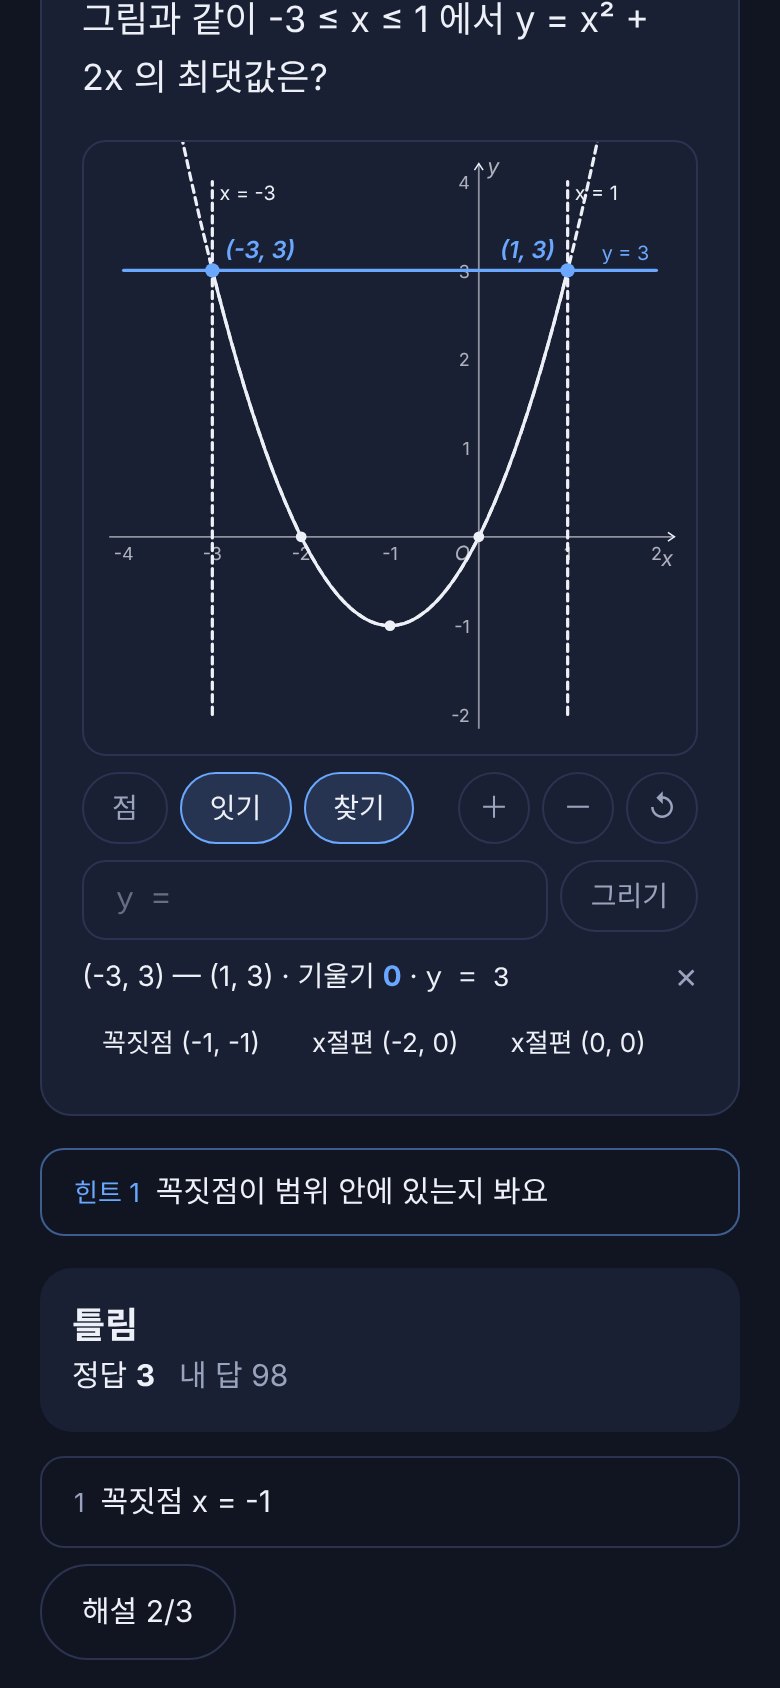 그림과 같이 -3 ≤ x ≤ 1 에서 y = x² +
2x 의 최댓값은?
y
4
x = -3
x = 1
(-3, 3)
(1, 3)
y = 3
3
2
1
-4
-3
-2
-1
O
2
x
-1
-2
점
잇기
찾기
+
−
y =
그리기
(-3, 3) — (1, 3) · 기울기 0 · y = 3
×
꼭짓점 (-1, -1) x절편 (-2, 0) x절편 (0, 0)
힌트 1 꼭짓점이 범위 안에 있는지 봐요
틀림
정답 3 내 답 98
1 꼭짓점 x = -1
해설 2/3